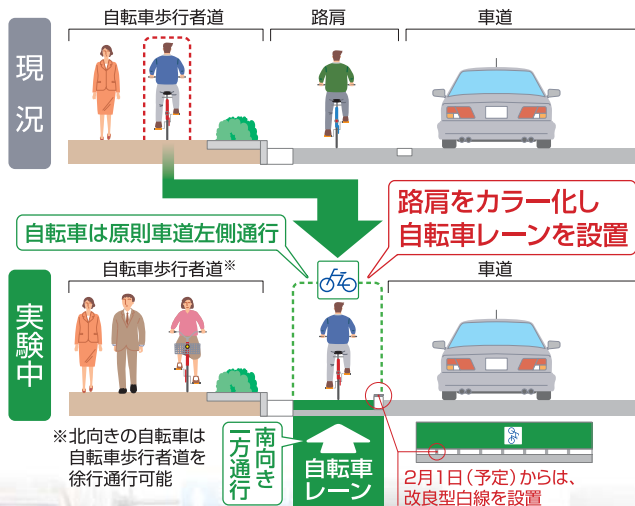 現況
自転車歩行者道
路肩
車道
自転車は原則車道左側通行
路肩をカラー化し
自転車レーンを設置
実験中
自転車歩行者道※
車道
※北向きの自転車は
自転車歩行者道を
徐行通行可能
南向き
一方通行
自転車
レーン
2月1日(予定)からは、
改良型白線を設置